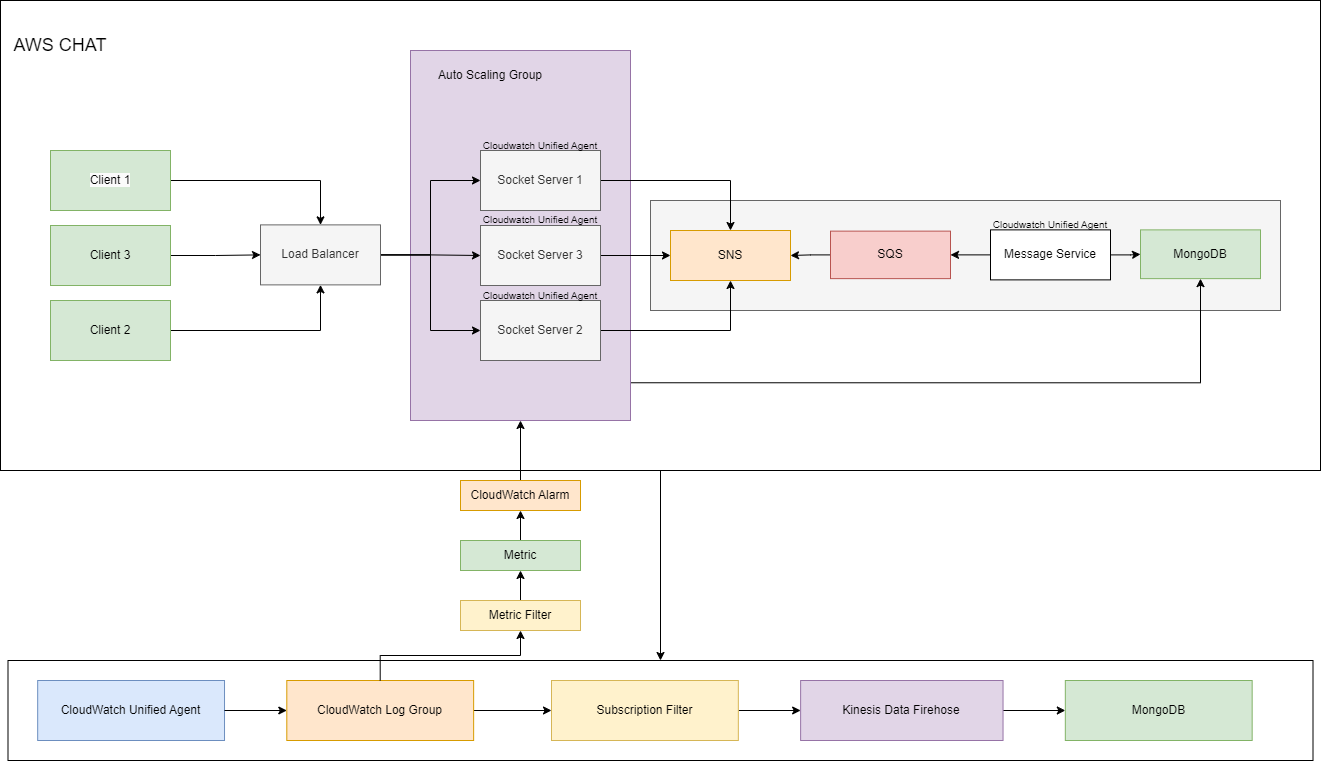 AWS CHAT
Auto Scaling Group
Client 1
Client 3
Client 2
Load Balancer
Cloudwatch Unified Agent
Socket Server 1
Cloudwatch Unified Agent
Socket Server 3
Cloudwatch Unified Agent
Socket Server 2
SNS
SQS
Cloudwatch Unified Agent
Message Service
MongoDB
CloudWatch Alarm
Metric
Metric Filter
CloudWatch Unified Agent
CloudWatch Log Group
Subscription Filter
Kinesis Data Firehose
MongoDB